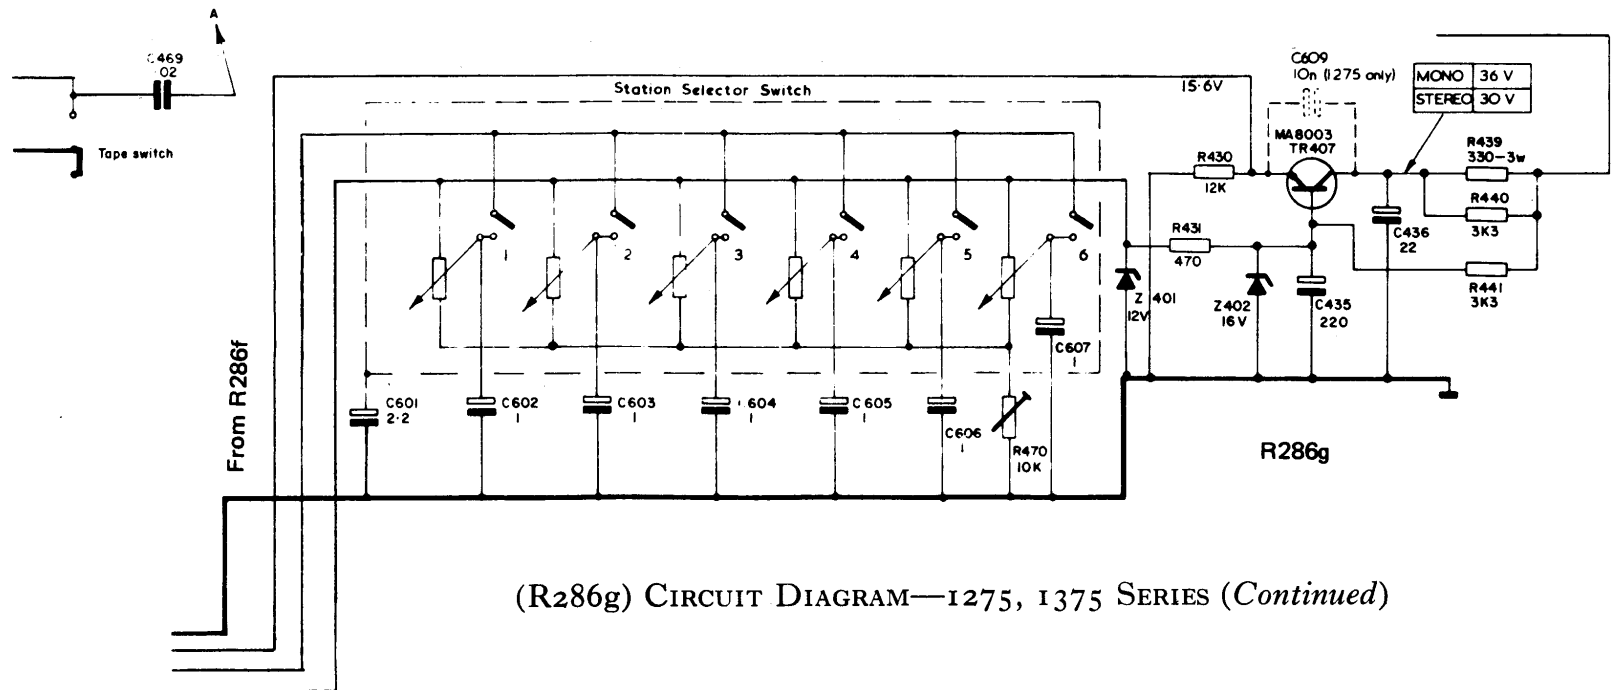 A
C469
02
Tape switch
From R286f
Station Selector Switch
1
2
3
4
5
6
C601
2·2
C602
1
C603
1
604
1
C605
1
C606
1
R470
10K
C607
1
15·6V
C609
10n (1275 only)
MA8003
TR407
MONO 36 V
STEREO 30 V
R430
12K
R431
470
Z 401
12V
Z402
16V
C435
220
C436
22
R439
330-3w
R440
3K3
R441
3K3
R286g
(R286g) CIRCUIT DIAGRAM—1275, 1375 SERIES (Continued)